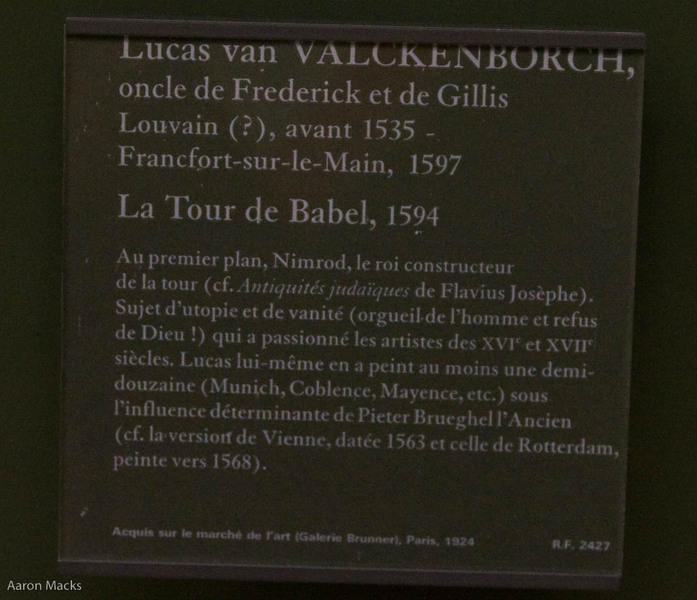 Lucas van VALCKENBORCH,
oncle de Frederick et de Gillis
Louvain (?), avant 1535 -
Francfort-sur-le-Main, 1597
La Tour de Babel, 1594
Au premier plan, Nimrod, le roi constructeur
de la tour (cf. Antiquités judaïques de Flavius Josèphe).
Sujet d'utopie et de vanité (orgueil de l'homme et refus
de Dieu !) qui a passionné les artistes des XVIe et XVIIe
siècles. Lucas lui-même en a peint au moins une demi-
douzaine (Munich, Coblence, Mayence, etc.) sous
l'influence déterminante de Pieter Brueghel l'Ancien
(cf. la version de Vienne, datée 1563 et celle de Rotterdam,
peinte vers 1568).
Acquis sur le marché de l'art (Galerie Brunner), Paris, 1924
R.F. 2427
Aaron Macks